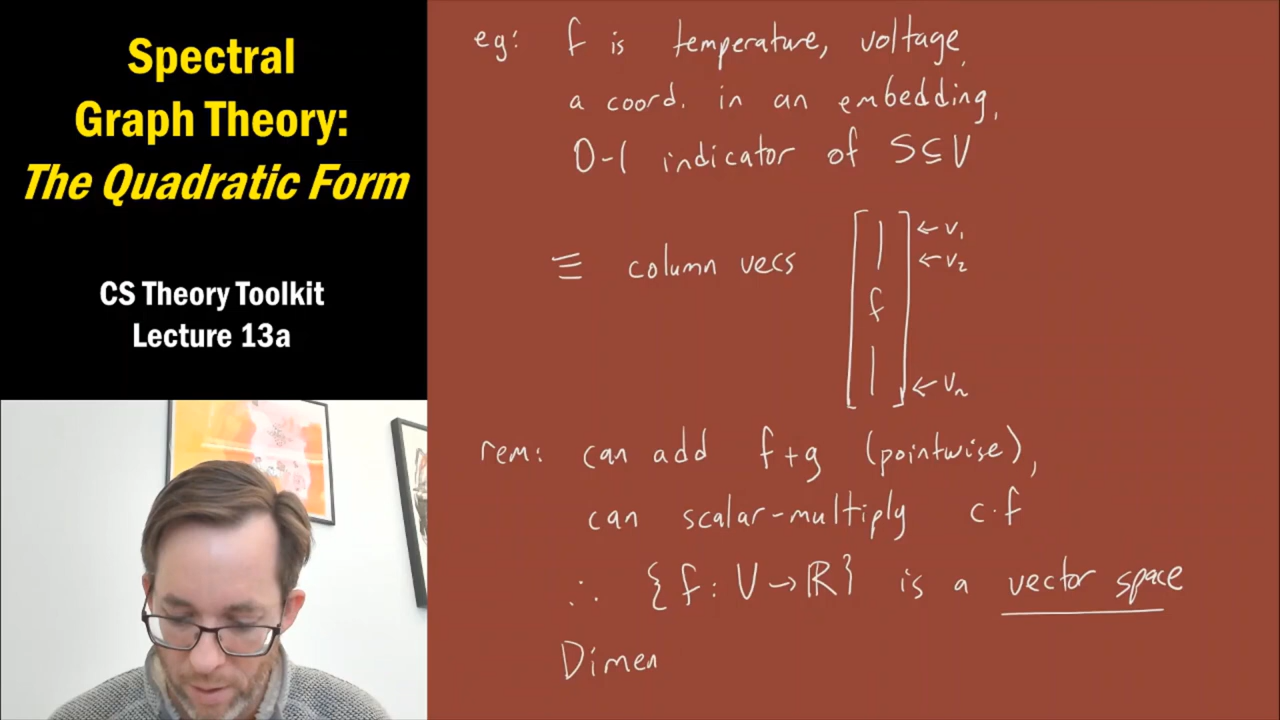 Spectral
Graph Theory:
The Quadratic Form
CS Theory Toolkit
Lecture 13a
eg: f is temperature, voltage,
a coord. in an embedding,
0-1 indicator of S⊆V
≡ column vecs [ | f | ] ← v₁
← v₂
← vₙ
rem: can add f+g (pointwise),
can scalar-multiply c·f
∴ {f: V→ℝ} is a vector space
Dimen